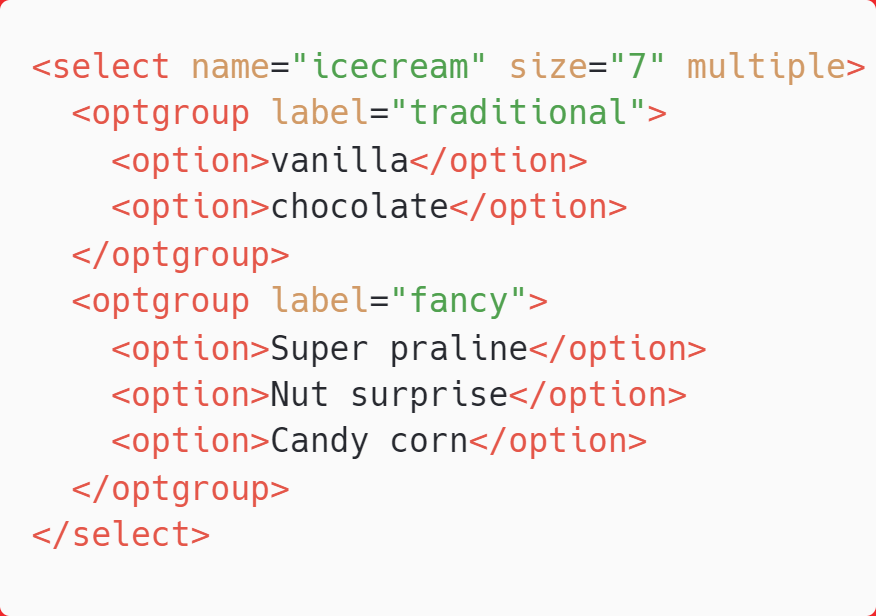 <select name="icecream" size="7" multiple>
  <optgroup label="traditional">
    <option>vanilla</option>
    <option>chocolate</option>
  </optgroup>
  <optgroup label="fancy">
    <option>Super praline</option>
    <option>Nut surprise</option>
    <option>Candy corn</option>
  </optgroup>
</select>